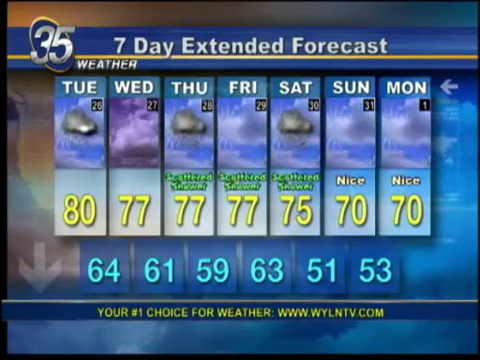 35
WEATHER
7 Day Extended Forecast
TUE WED THU FRI SAT SUN MON
26 27 28 29 30 31 1
Scattered Scattered Scattered
Shower Shower Shower Nice Nice
80 77 77 77 75 70 70
64 61 59 63 51 53
YOUR #1 CHOICE FOR WEATHER: WWW.WYLNTV.COM